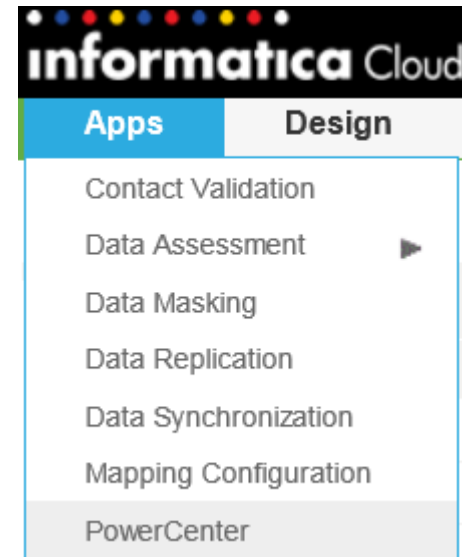 informatica Cloud
Apps Design
Contact Validation
Data Assessment
Data Masking
Data Replication
Data Synchronization
Mapping Configuration
PowerCenter